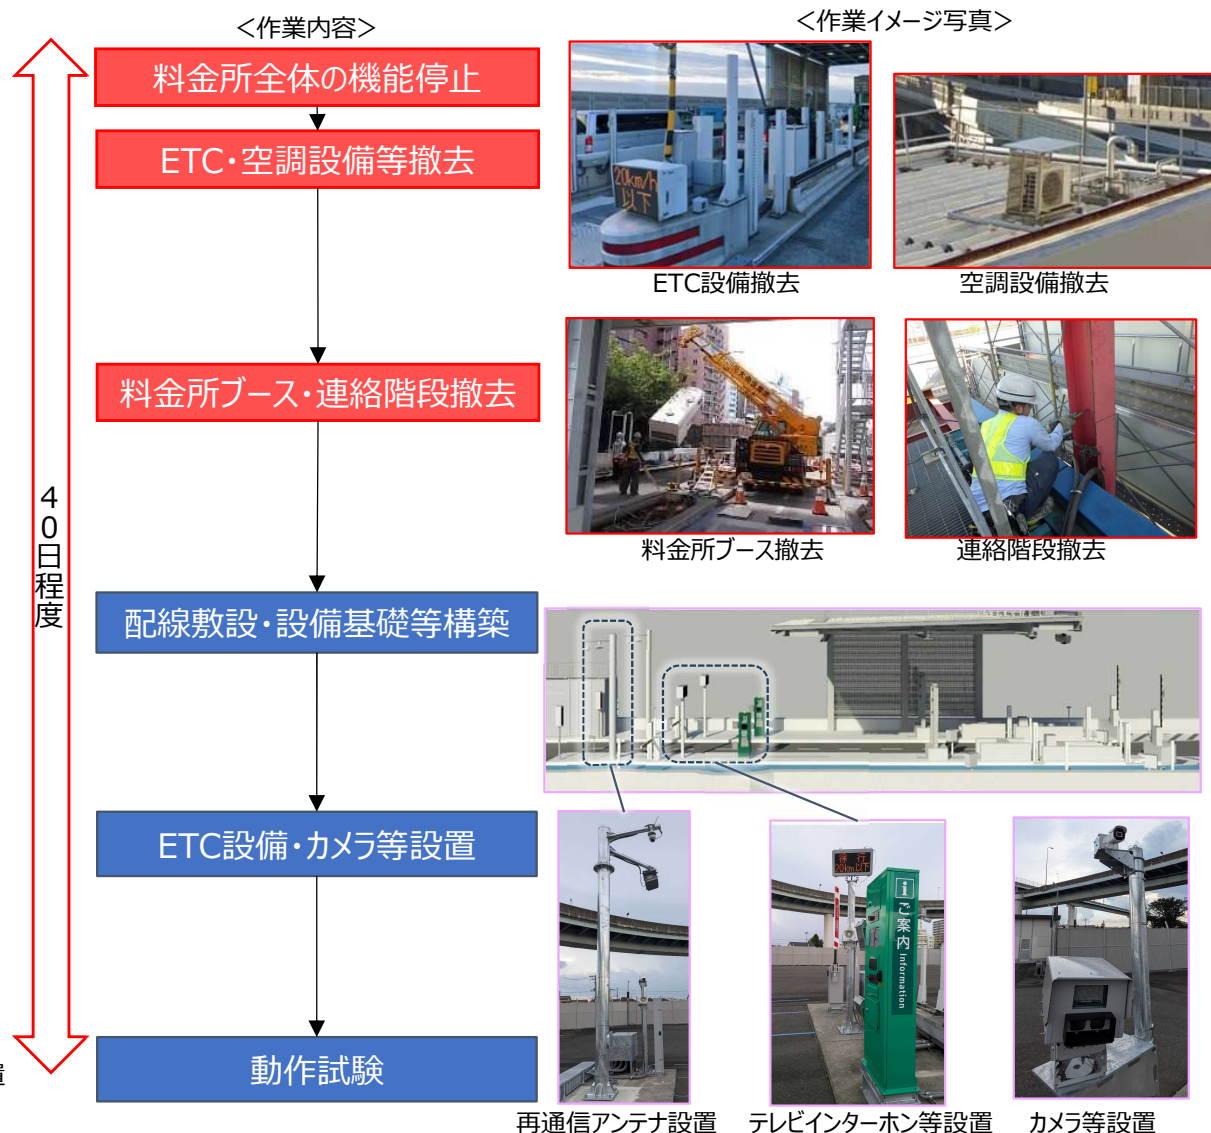 <作業内容>
<作業イメージ写真>
料金所全体の機能停止
ETC・空調設備等撤去
20km/h
以下
ETC設備撤去
空調設備撤去
料金所ブース・連絡階段撤去
料金所ブース撤去
連絡階段撤去
40日程度
配線敷設・設備基礎等構築
ETC設備・カメラ等設置
徐行
20km以下
i
ご案内 Information
動作試験
置
再通信アンテナ設置
テレビインターホン等設置
カメラ等設置